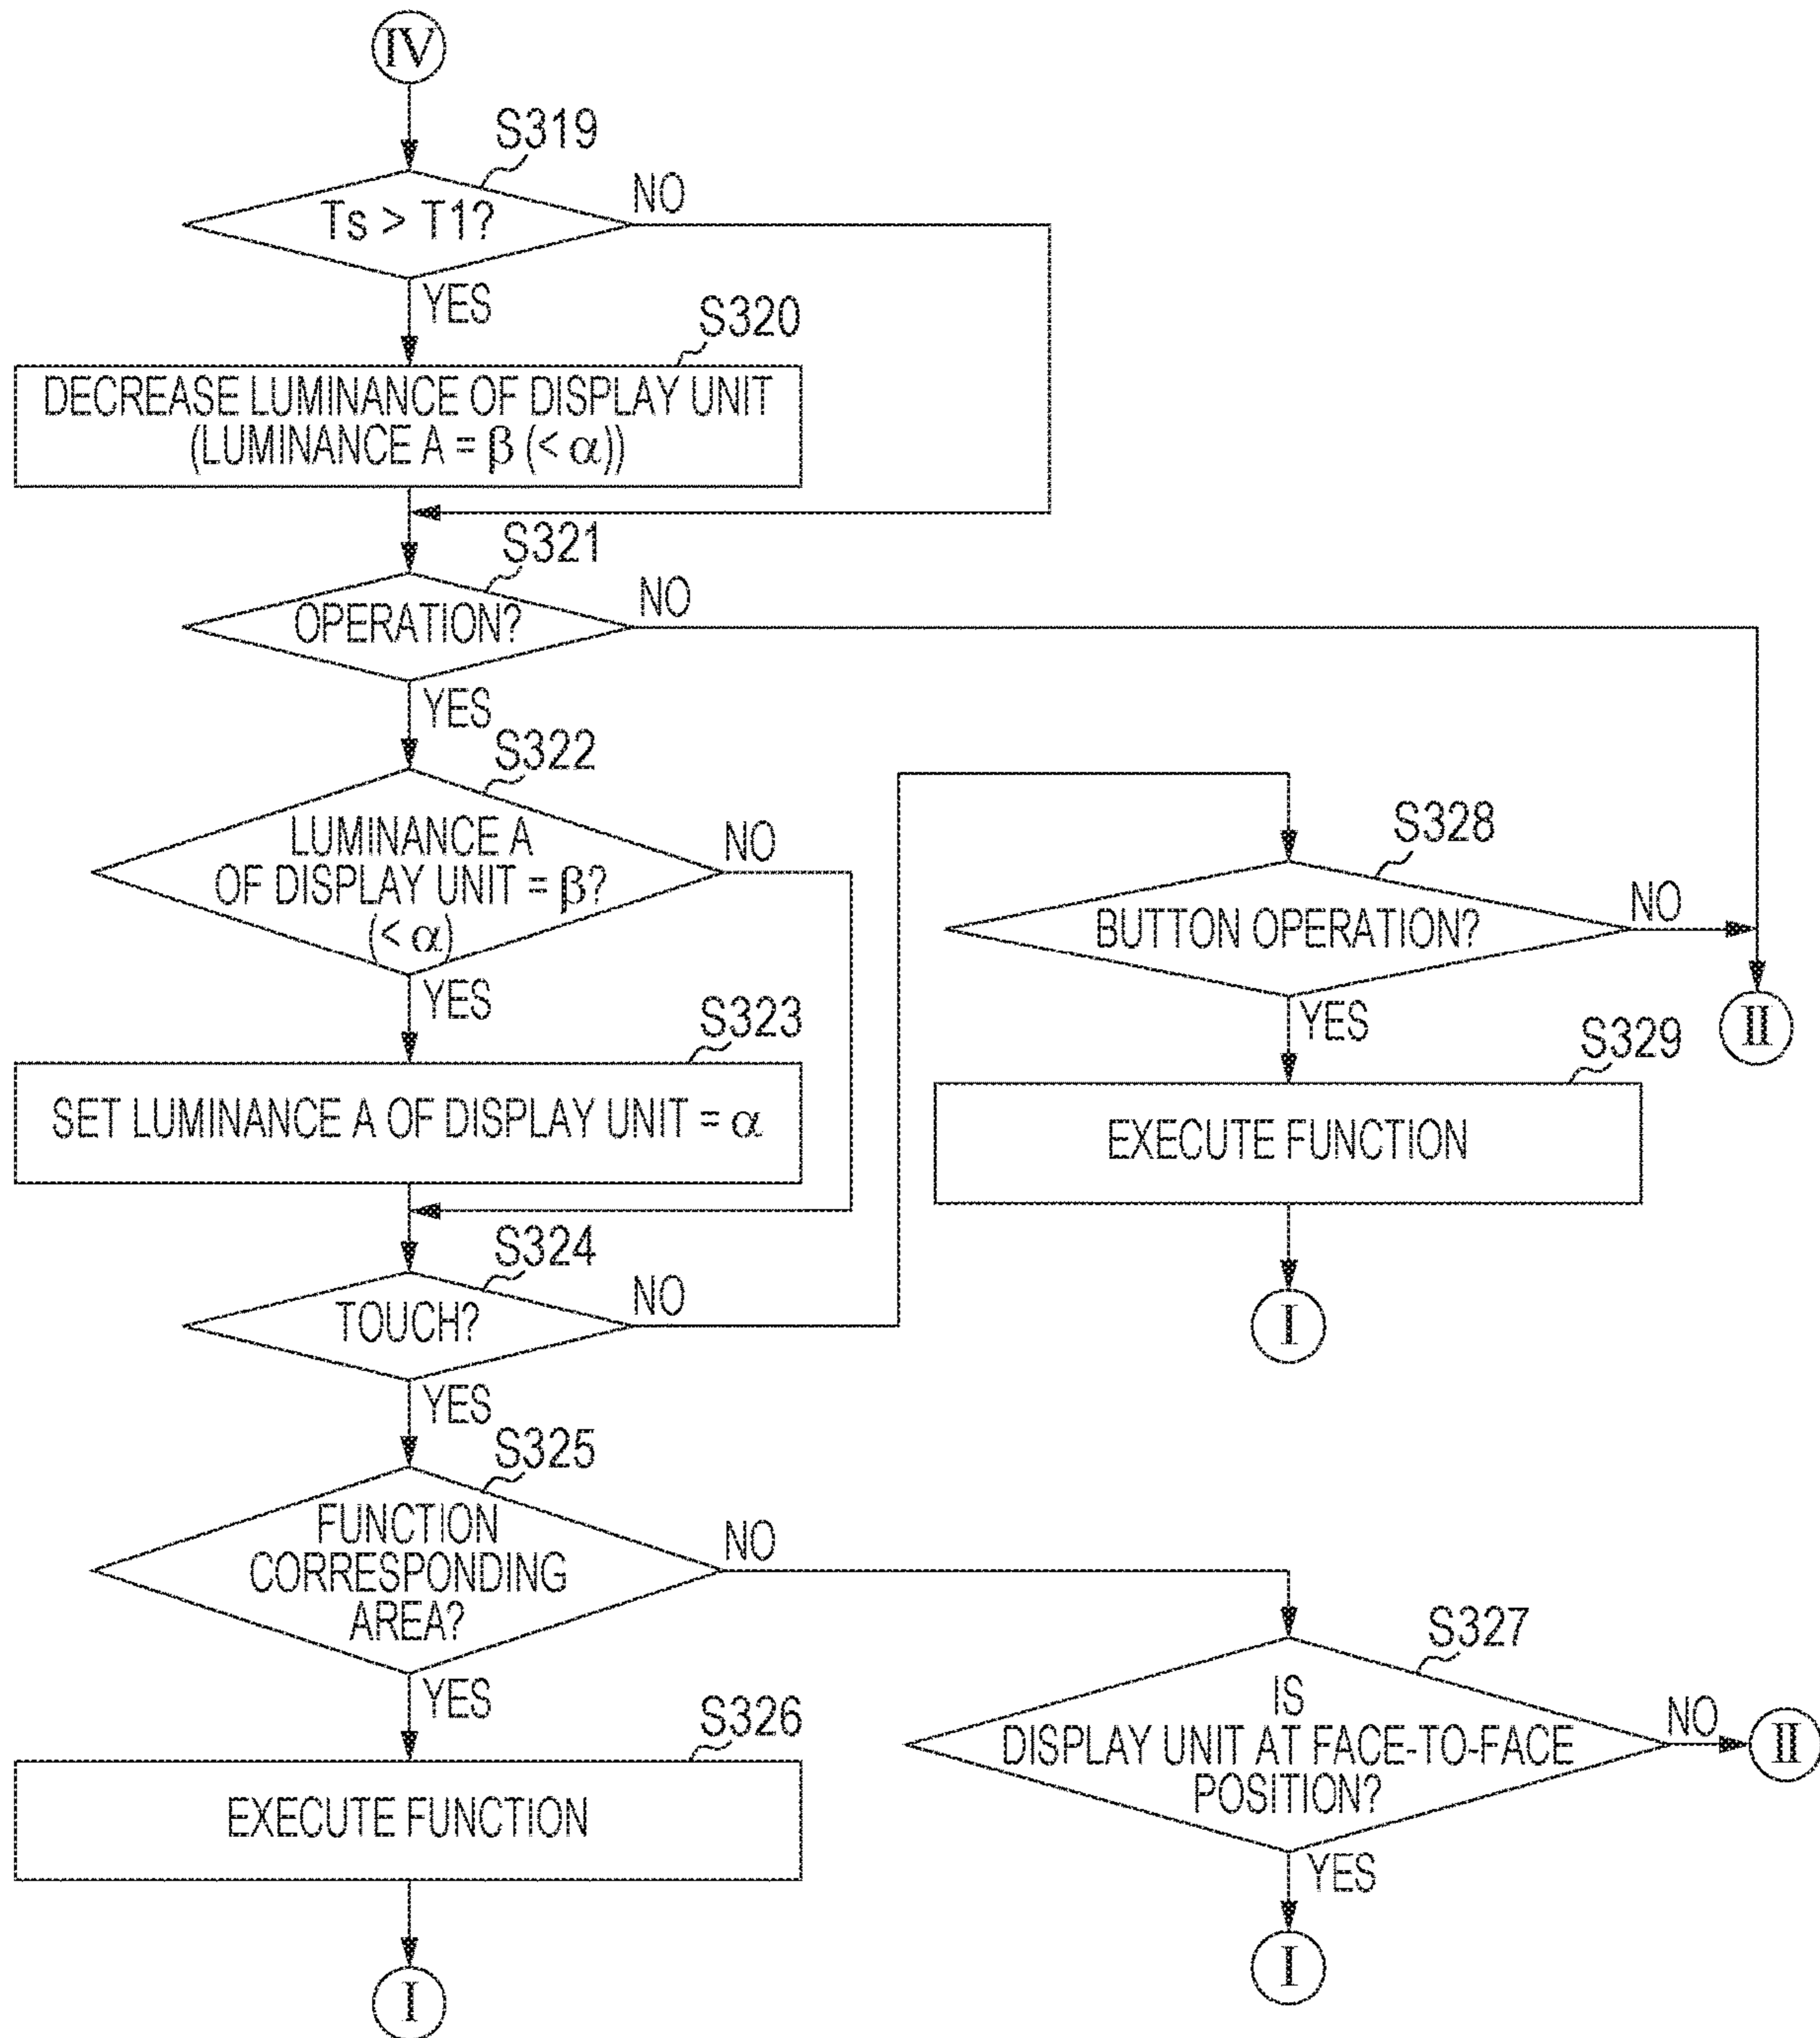 IV
S319
Ts > T1?
NO
YES
S320
DECREASE LUMINANCE OF DISPLAY UNIT
(LUMINANCE A = β (< α))
S321
OPERATION?
NO
YES
S322
LUMINANCE A
OF DISPLAY UNIT = β?
(< α)
NO
YES
S323
SET LUMINANCE A OF DISPLAY UNIT = α
S324
TOUCH?
NO
YES
S325
FUNCTION
CORRESPONDING
AREA?
NO
YES
S326
EXECUTE FUNCTION
I
S328
BUTTON OPERATION?
NO
II
YES
S329
EXECUTE FUNCTION
I
S327
IS
DISPLAY UNIT AT FACE-TO-FACE
POSITION?
NO
II
YES
I